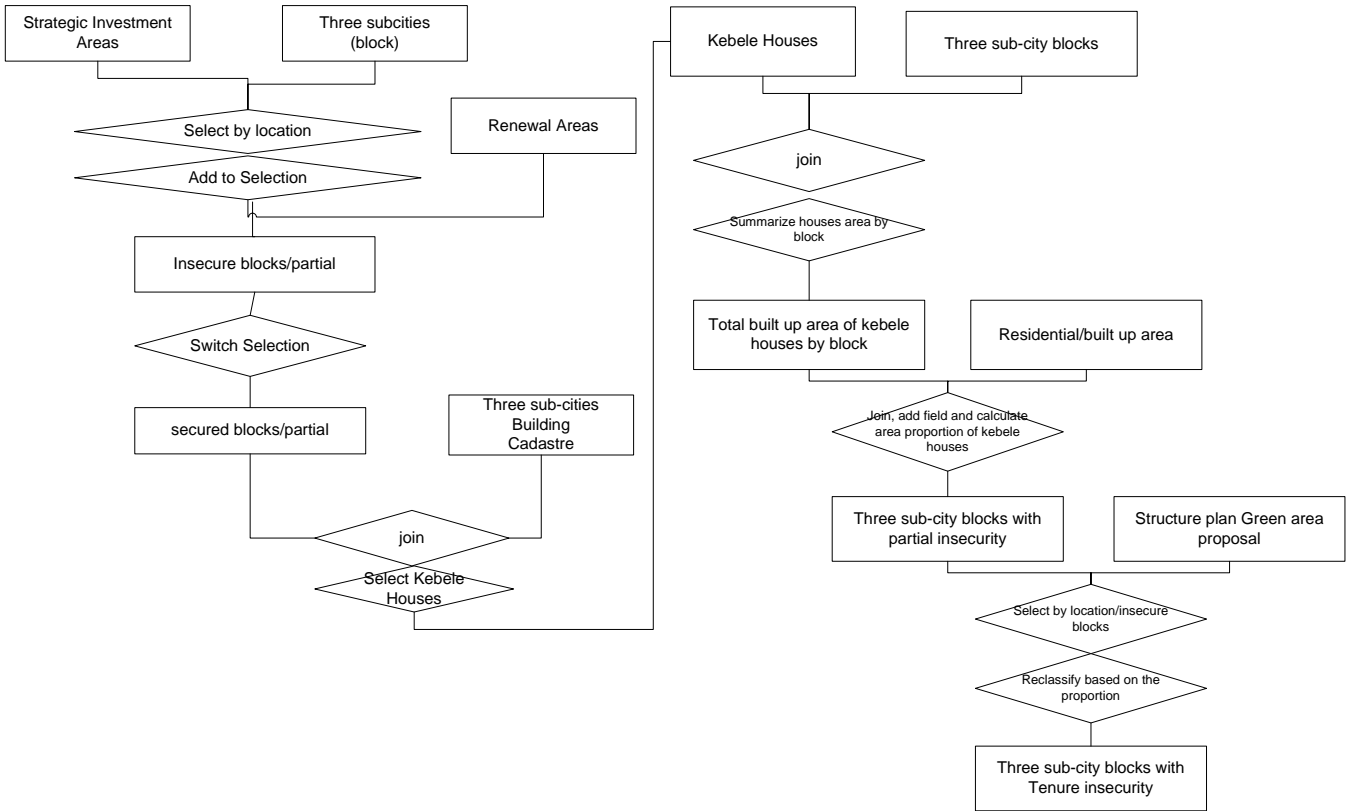 Strategic Investment
Areas
Three subcities
(block)
Select by location
Add to Selection
Renewal Areas
Insecure blocks/partial
Switch Selection
secured blocks/partial
Three sub-cities
Building
Cadastre
join
Select Kebele
Houses
Kebele Houses
Three sub-city blocks
join
Summarize houses area by
block
Total built up area of kebele
houses by block
Residential/built up area
Join, add field and calculate
area proportion of kebele
houses
Three sub-city blocks with
partial insecurity
Structure plan Green area
proposal
Select by location/insecure
blocks
Reclassify based on the
proportion
Three sub-city blocks with
Tenure insecurity